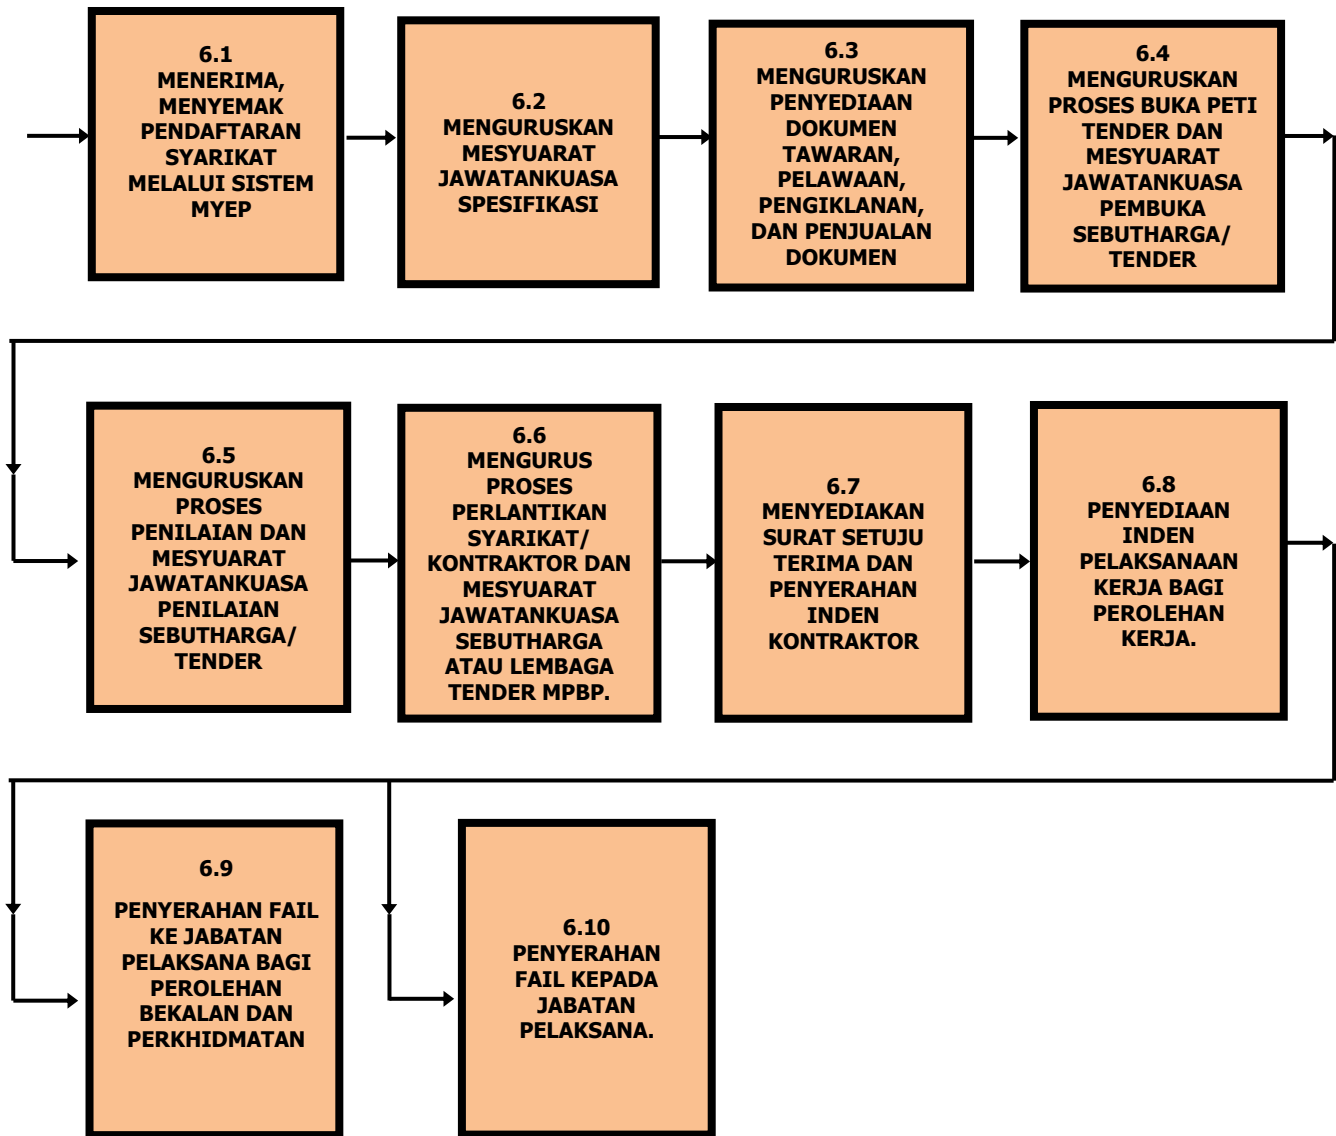 6.1
MENERIMA,
MENYEMAK
PENDAFTARAN
SYARIKAT
MELALUI SISTEM
MYEP
6.2
MENGURUSKAN
MESYUARAT
JAWATANKUASA
SPESIFIKASI
6.3
MENGURUSKAN
PENYEDIAAN
DOKUMEN
TAWARAN,
PELAWAAN,
PENGIKLANAN,
DAN PENJUALAN
DOKUMEN
6.4
MENGURUSKAN
PROSES BUKA PETI
TENDER DAN
MESYUARAT
JAWATANKUASA
PEMBUKA
SEBUTHARGA/
TENDER
6.5
MENGURUSKAN
PROSES
PENILAIAN DAN
MESYUARAT
JAWATANKUASA
PENILAIAN
SEBUTHARGA/
TENDER
6.6
MENGURUS
PROSES
PERLANTIKAN
SYARIKAT/
KONTRAKTOR DAN
MESYUARAT
JAWATANKUASA
SEBUTHARGA
ATAU LEMBAGA
TENDER MPBP.
6.7
MENYEDIAKAN
SURAT SETUJU
TERIMA DAN
PENYERAHAN
INDEN
KONTRAKTOR
6.8
PENYEDIAAN
INDEN
PELAKSANAAN
KERJA BAGI
PEROLEHAN
KERJA.
6.9
PENYERAHAN FAIL
KE JABATAN
PELAKSANA BAGI
PEROLEHAN
BEKALAN DAN
PERKHIDMATAN
6.10
PENYERAHAN
FAIL KEPADA
JABATAN
PELAKSANA.